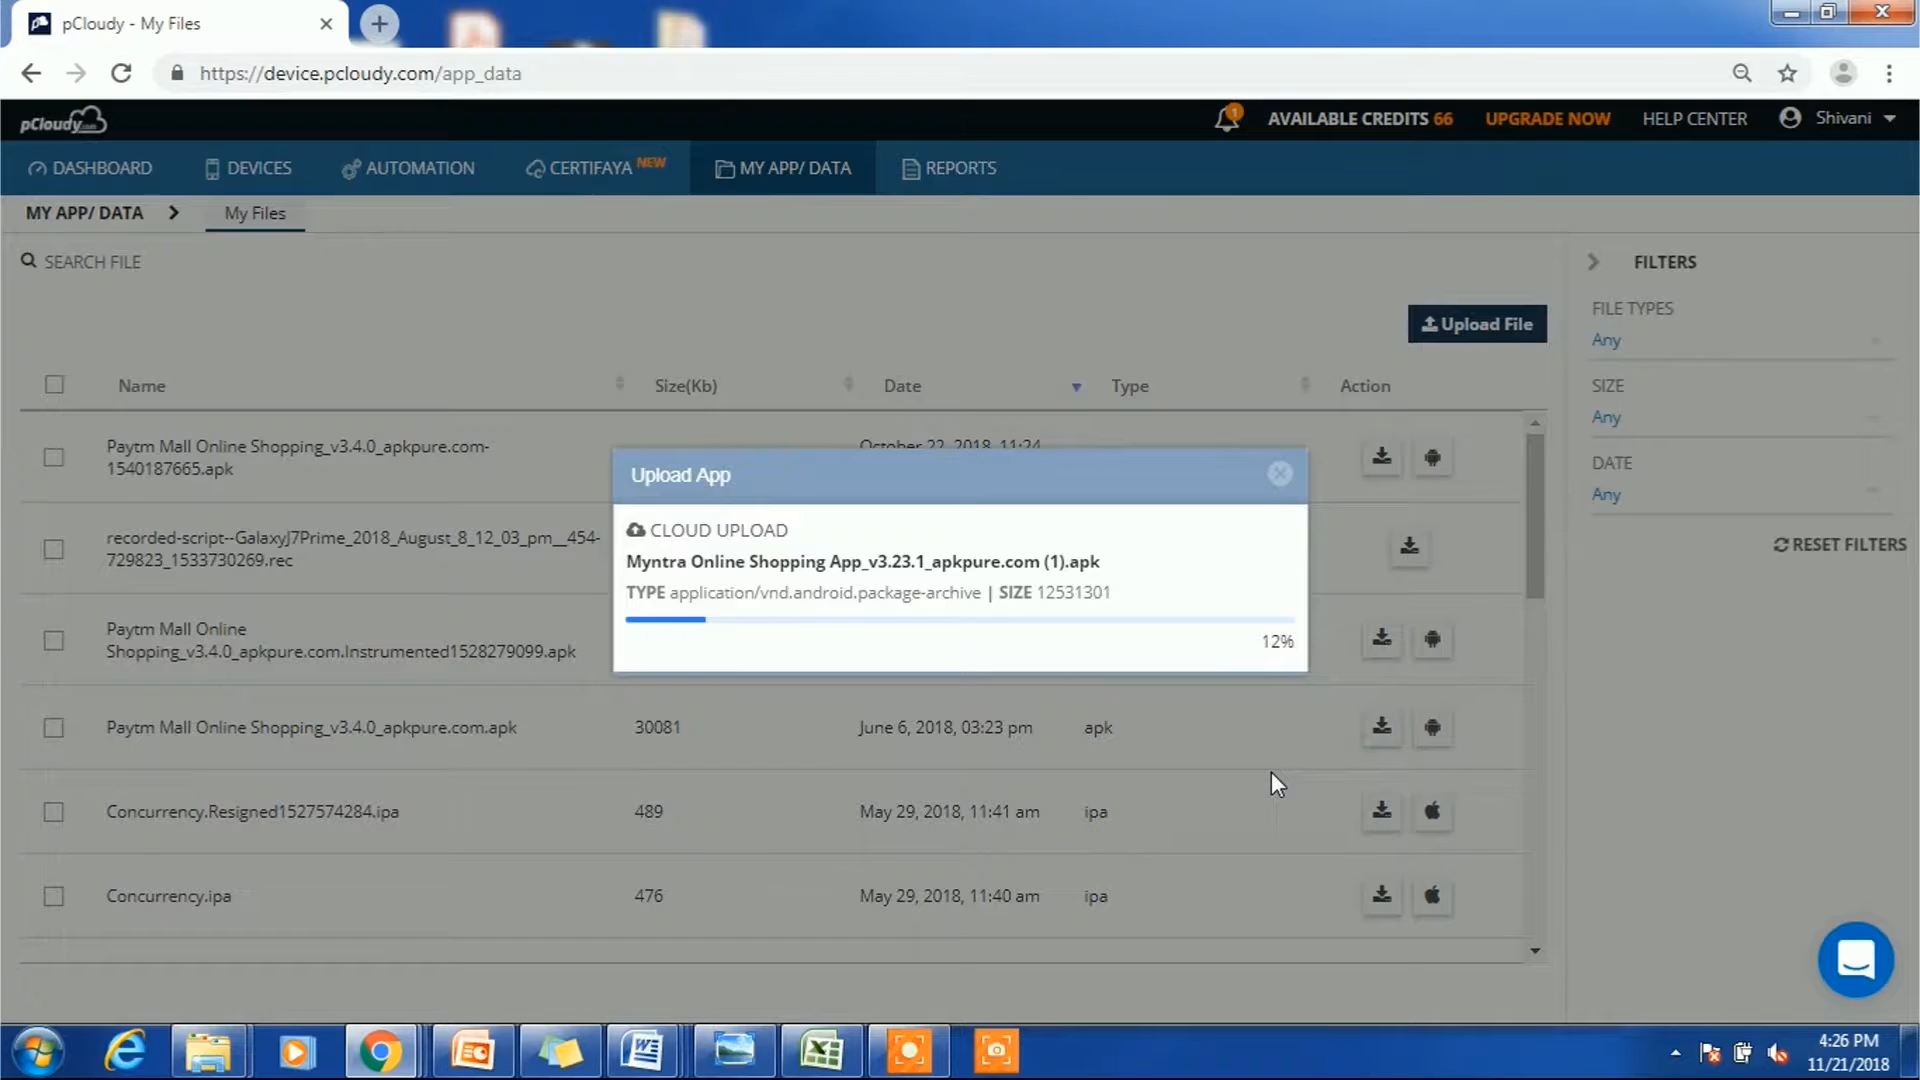 pCloudy - My Files
https://device.pcloudy.com/app_data
pCloudy.com
1
AVAILABLE CREDITS 66
UPGRADE NOW
HELP CENTER
Shivani
DASHBOARD
DEVICES
AUTOMATION
CERTIFAYA NEW
MY APP/ DATA
REPORTS
MY APP/ DATA
My Files
SEARCH FILE
Upload File
Name
Size(Kb)
Date
Type
Action
Paytm Mall Online Shopping_v3.4.0_apkpure.com-
1540187665.apk
October 22, 2018, 11:24
recorded-script--GalaxyJ7Prime_2018_August_8_12_03_pm__454-
729823_1533730269.rec
Paytm Mall Online
Shopping_v3.4.0_apkpure.com.Instrumented1528279099.apk
Paytm Mall Online Shopping_v3.4.0_apkpure.com.apk
30081
June 6, 2018, 03:23 pm
apk
Concurrency.Resigned1527574284.ipa
489
May 29, 2018, 11:41 am
ipa
Concurrency.ipa
476
May 29, 2018, 11:40 am
ipa
Upload App
CLOUD UPLOAD
Myntra Online Shopping App_v3.23.1_apkpure.com (1).apk
TYPE application/vnd.android.package-archive | SIZE 12531301
12%
FILTERS
FILE TYPES
Any
SIZE
Any
DATE
Any
RESET FILTERS
4:26 PM
11/21/2018